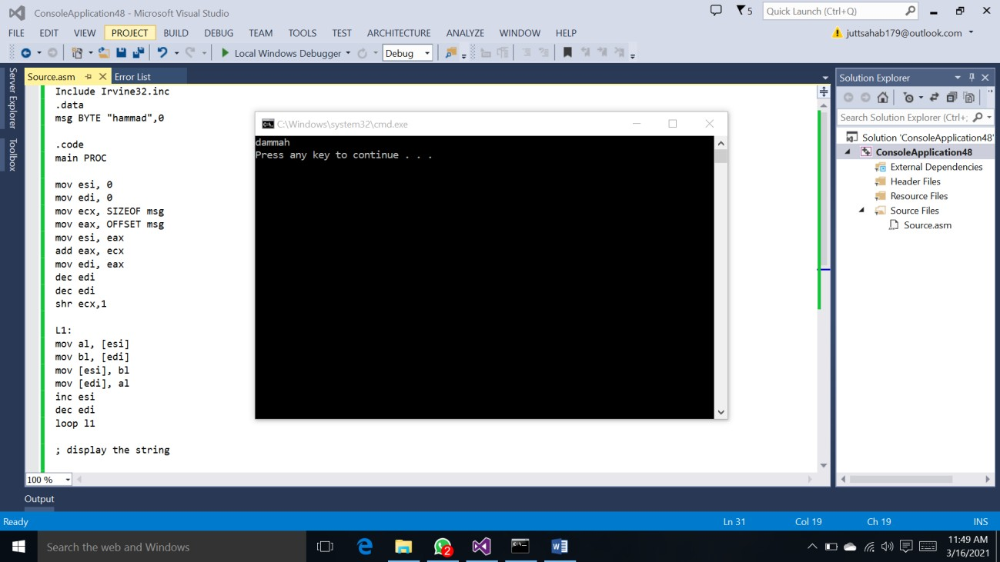 ConsoleApplication48 - Microsoft Visual Studio
5
Quick Launch (Ctrl+Q)
FILE EDIT VIEW PROJECT BUILD DEBUG TEAM TOOLS TEST ARCHITECTURE ANALYZE WINDOW HELP
juttsahab179@outlook.com
Local Windows Debugger
Debug
Server Explorer
Toolbox
Source.asm
Error List
Include Irvine32.inc
.data
msg BYTE "hammad",0
.code
main PROC
mov esi, 0
mov edi, 0
mov ecx, SIZEOF msg
mov eax, OFFSET msg
mov esi, eax
add eax, ecx
mov edi, eax
dec edi
dec edi
shr ecx,1
L1:
mov al, [esi]
mov bl, [edi]
mov [esi], bl
mov [edi], al
inc esi
dec edi
loop l1
; display the string
100 %
C:\Windows\system32\cmd.exe
dammah
Press any key to continue . . .
Solution Explorer
Search Solution Explorer (Ctrl+;
Solution 'ConsoleApplication48'
ConsoleApplication48
External Dependencies
Header Files
Resource Files
Source Files
Source.asm
Output
Ready
Ln 31 Col 19 Ch 19 INS
Search the web and Windows
2
11:49 AM
3/16/2021